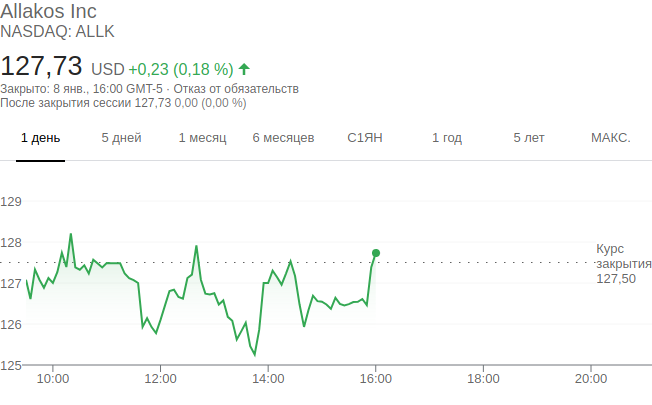 Allakos Inc
NASDAQ: ALLK
127,73 USD +0,23 (0,18 %)
Закрыто: 8 янв., 16:00 GMT-5 · Отказ от обязательств
После закрытия сессии 127,73 0,00 (0,00 %)
1 день 5 дней 1 месяц 6 месяцев С1ЯН 1 год 5 лет МАКС.
129
128
Курс
закрытия
127,50
127
126
125
10:00 12:00 14:00 16:00 18:00 20:00